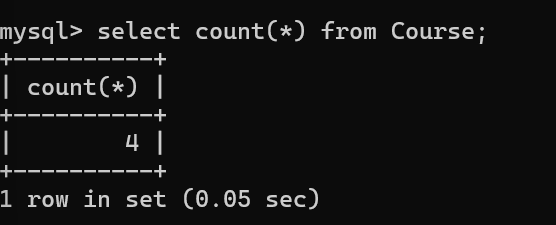 mysql> select count(*) from Course;
+----------+
| count(*) |
+----------+
|        4 |
+----------+
1 row in set (0.05 sec)